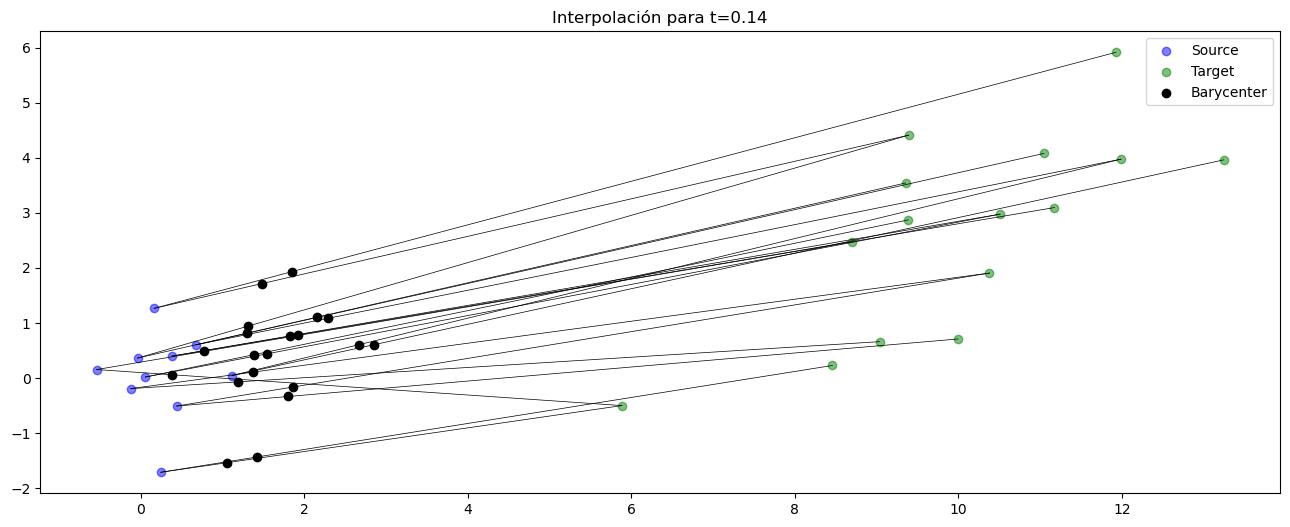 Interpolación para t=0.14
Source
Target
Barycenter
6
5
4
3
2
1
0
−1
−2
0 2 4 6 8 10 12